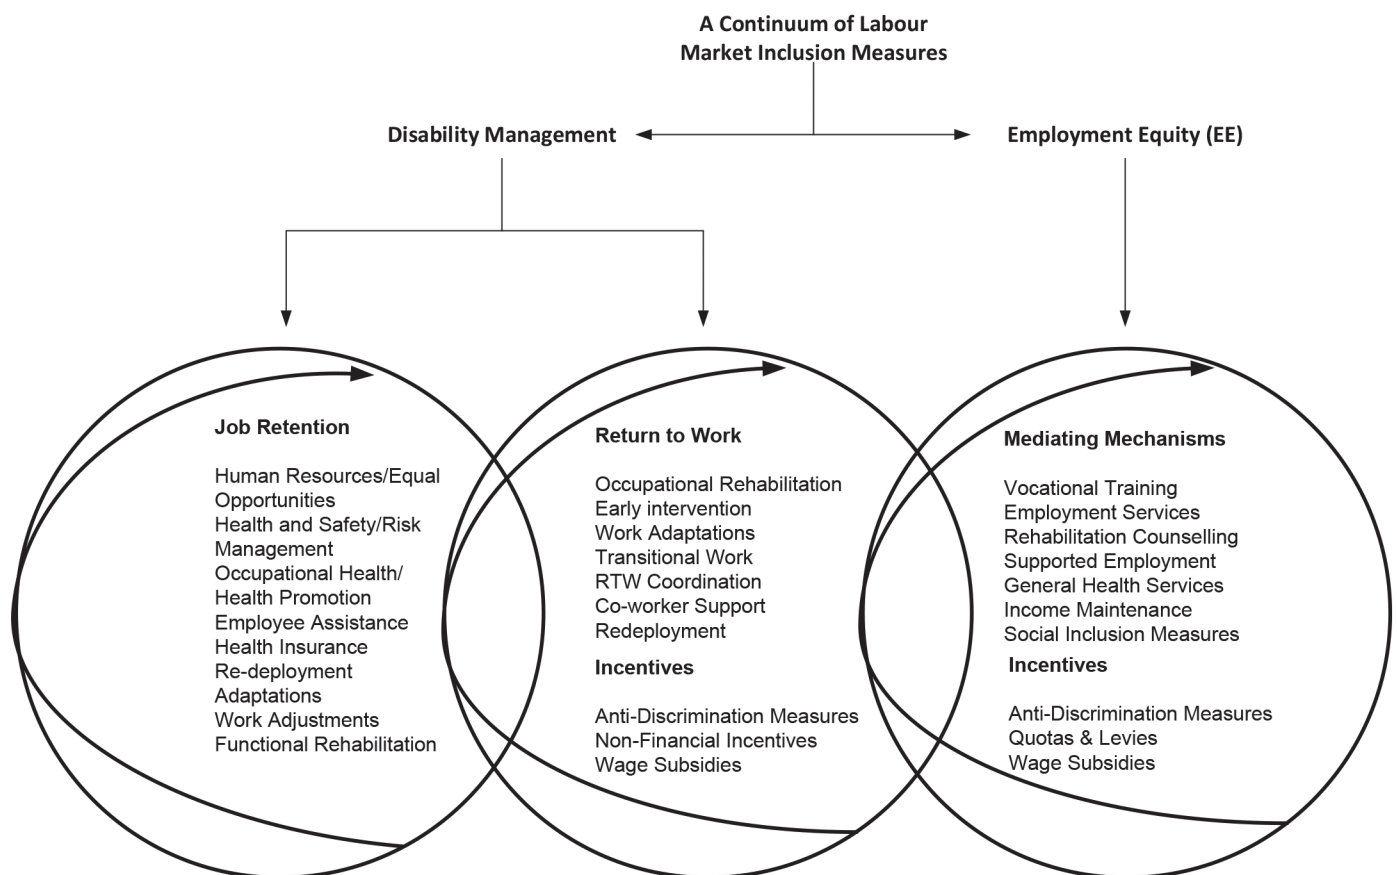 A Continuum of Labour
Market Inclusion Measures
Disability Management
Employment Equity (EE)
Job Retention
Human Resources/Equal
Opportunities
Health and Safety/Risk
Management
Occupational Health/
Health Promotion
Employee Assistance
Health Insurance
Re-deployment
Adaptations
Work Adjustments
Functional Rehabilitation
Return to Work
Occupational Rehabilitation
Early intervention
Work Adaptations
Transitional Work
RTW Coordination
Co-worker Support
Redeployment
Incentives
Anti-Discrimination Measures
Non-Financial Incentives
Wage Subsidies
Mediating Mechanisms
Vocational Training
Employment Services
Rehabilitation Counselling
Supported Employment
General Health Services
Income Maintenance
Social Inclusion Measures
Incentives
Anti-Discrimination Measures
Quotas & Levies
Wage Subsidies